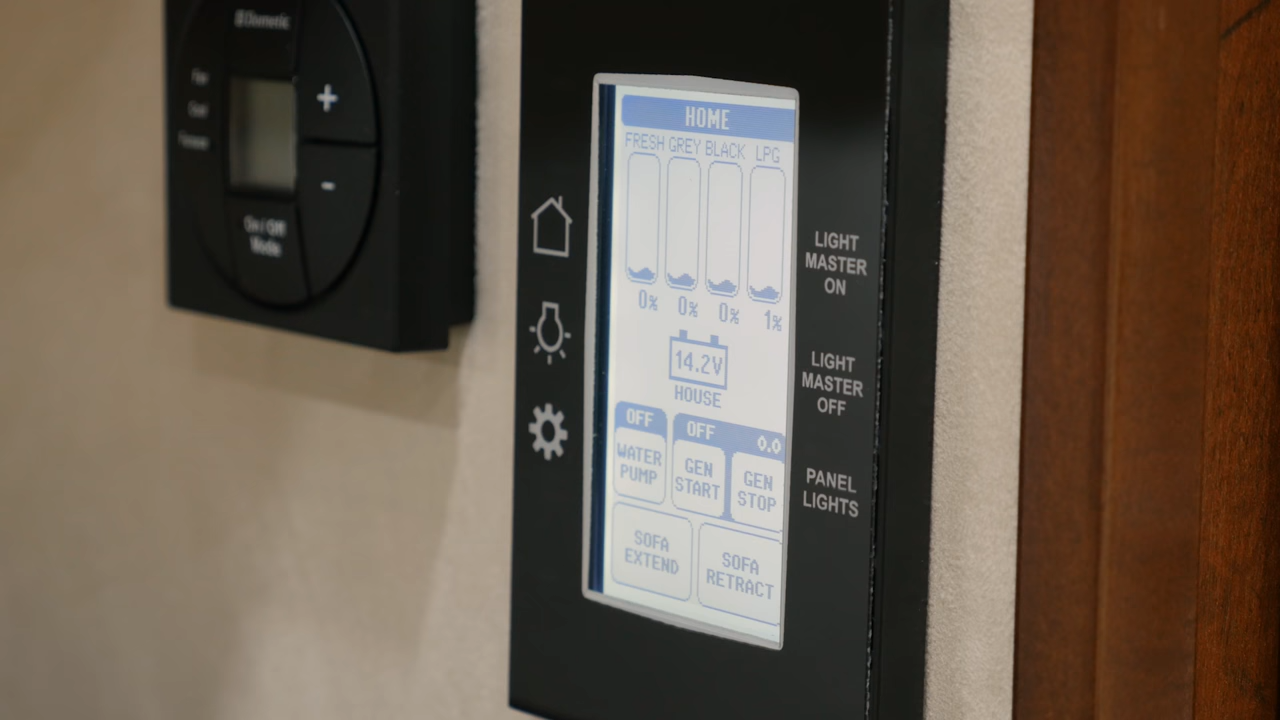 Dometic
Cool
Furnace
+
-
On / Off
Mode
HOME
FRESH GREY BLACK LPG
0% 0% 0% 1%
14.2V
HOUSE
OFF
WATER
PUMP
OFF 0.0
GEN
START
GEN
STOP
SOFA
EXTEND
SOFA
RETRACT
LIGHT
MASTER
ON
LIGHT
MASTER
OFF
PANEL
LIGHTS